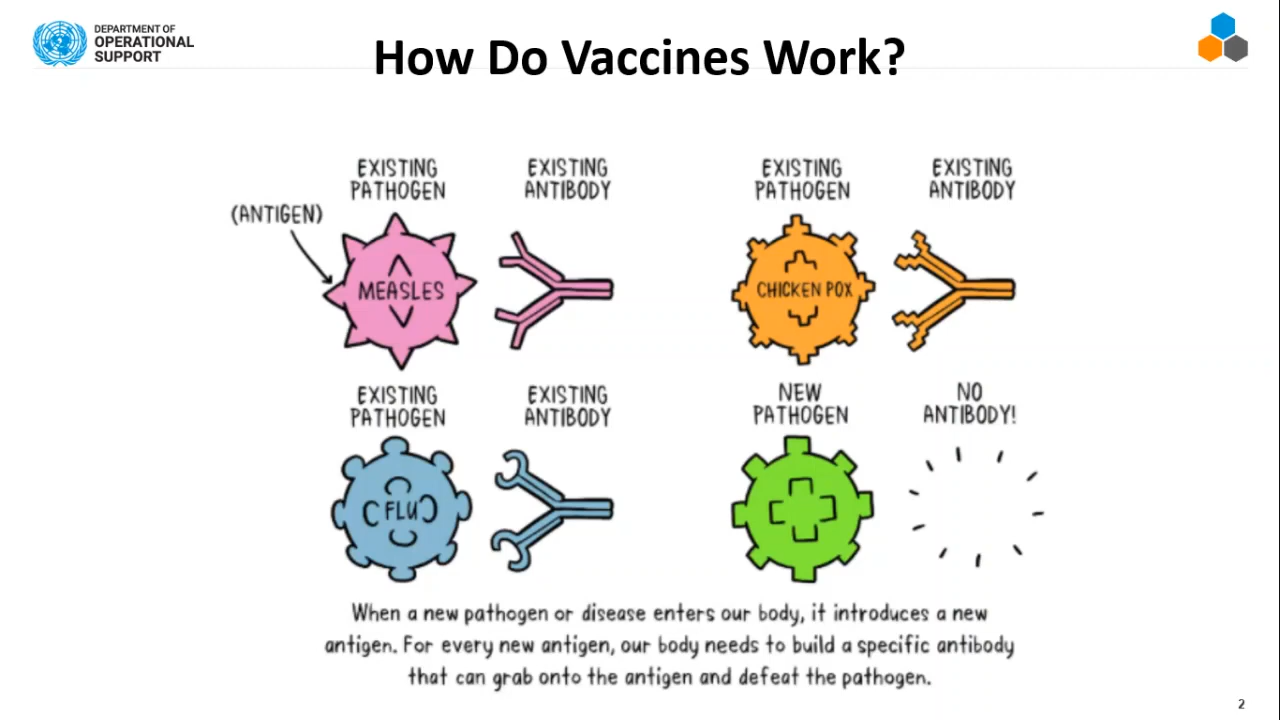 DEPARTMENT OF
OPERATIONAL
SUPPORT
How Do Vaccines Work?
EXISTING
PATHOGEN
EXISTING
ANTIBODY
EXISTING
PATHOGEN
EXISTING
ANTIBODY
(ANTIGEN)
MEASLES
CHICKEN POX
EXISTING
PATHOGEN
EXISTING
ANTIBODY
NEW
PATHOGEN
NO
ANTIBODY!
FLU
When a new pathogen or disease enters our body, it introduces a new
antigen. For every new antigen, our body needs to build a specific antibody
that can grab onto the antigen and defeat the pathogen.
2